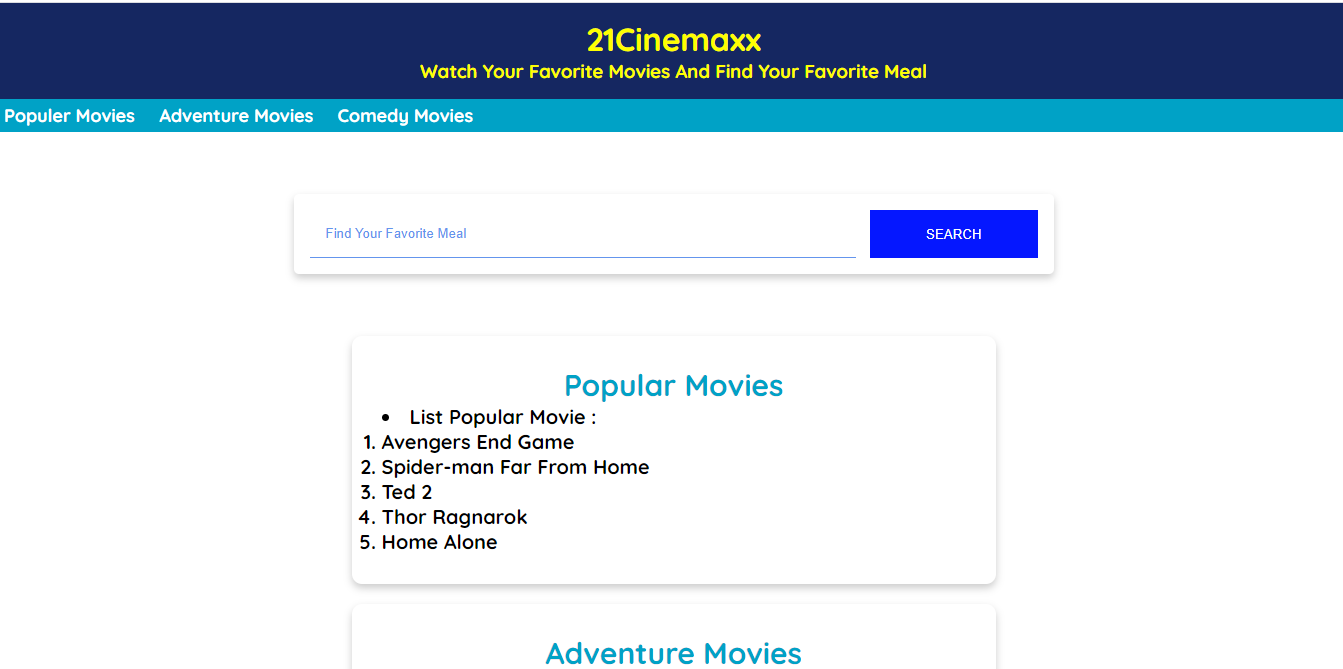 21Cinemaxx
Watch Your Favorite Movies And Find Your Favorite Meal
Populer Movies Adventure Movies Comedy Movies
Find Your Favorite Meal SEARCH
Popular Movies
• List Popular Movie :
1. Avengers End Game
2. Spider-man Far From Home
3. Ted 2
4. Thor Ragnarok
5. Home Alone
Adventure Movies